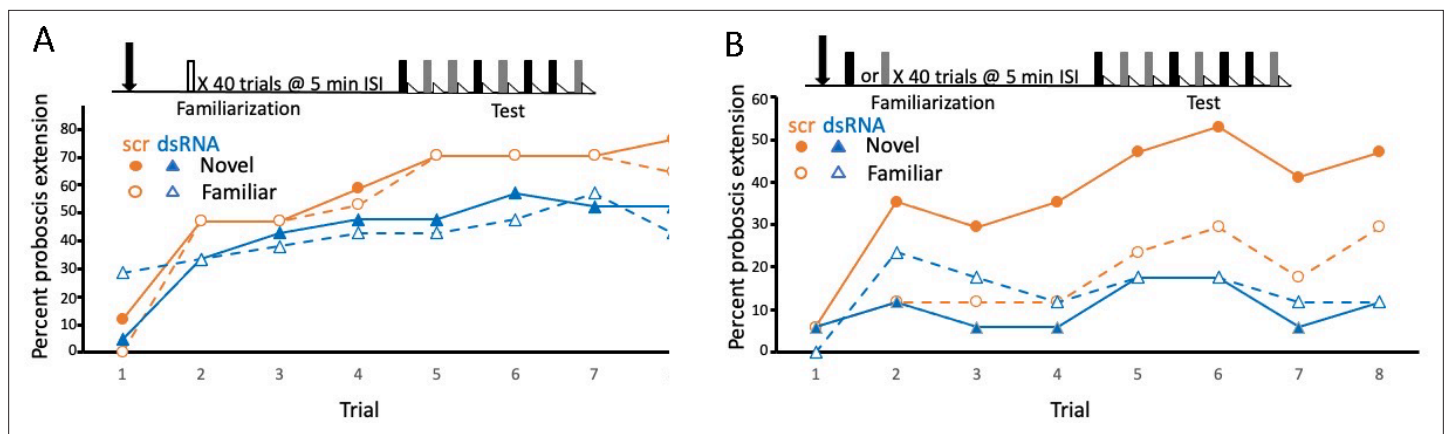 A
X 40 trials @ 5 min ISI
Familiarization
Test
Percent proboscis extension
80
70
60
50
40
30
20
10
0
scr dsRNA
Novel
Familiar
1 2 3 4 5 6 7
Trial
B
or X 40 trials @ 5 min ISI
Familiarization
Test
Percent proboscis extension
60
50
40
30
20
10
0
scr dsRNA
Novel
Familiar
1 2 3 4 5 6 7 8
Trial